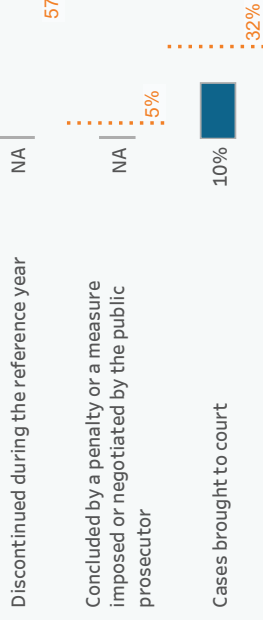 57
NA
Discontinued during the reference year
5%
NA
Concluded by a penalty or a measure
imposed or negotiated by the public
prosecutor
32%
10%
Cases brought to court